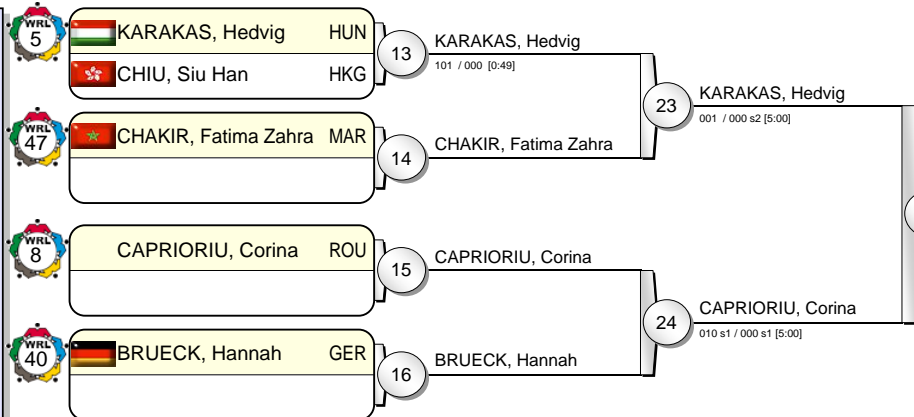 WRL
5
KARAKAS, Hedvig HUN
CHIU, Siu Han HKG
13
KARAKAS, Hedvig
101 / 000 [0:49]
WRL
47
CHAKIR, Fatima Zahra MAR
14
CHAKIR, Fatima Zahra
23
KARAKAS, Hedvig
001 / 000 s2 [5:00]
WRL
8
CAPRIORIU, Corina ROU
15
CAPRIORIU, Corina
WRL
40
BRUECK, Hannah GER
16
BRUECK, Hannah
24
CAPRIORIU, Corina
010 s1 / 000 s1 [5:00]